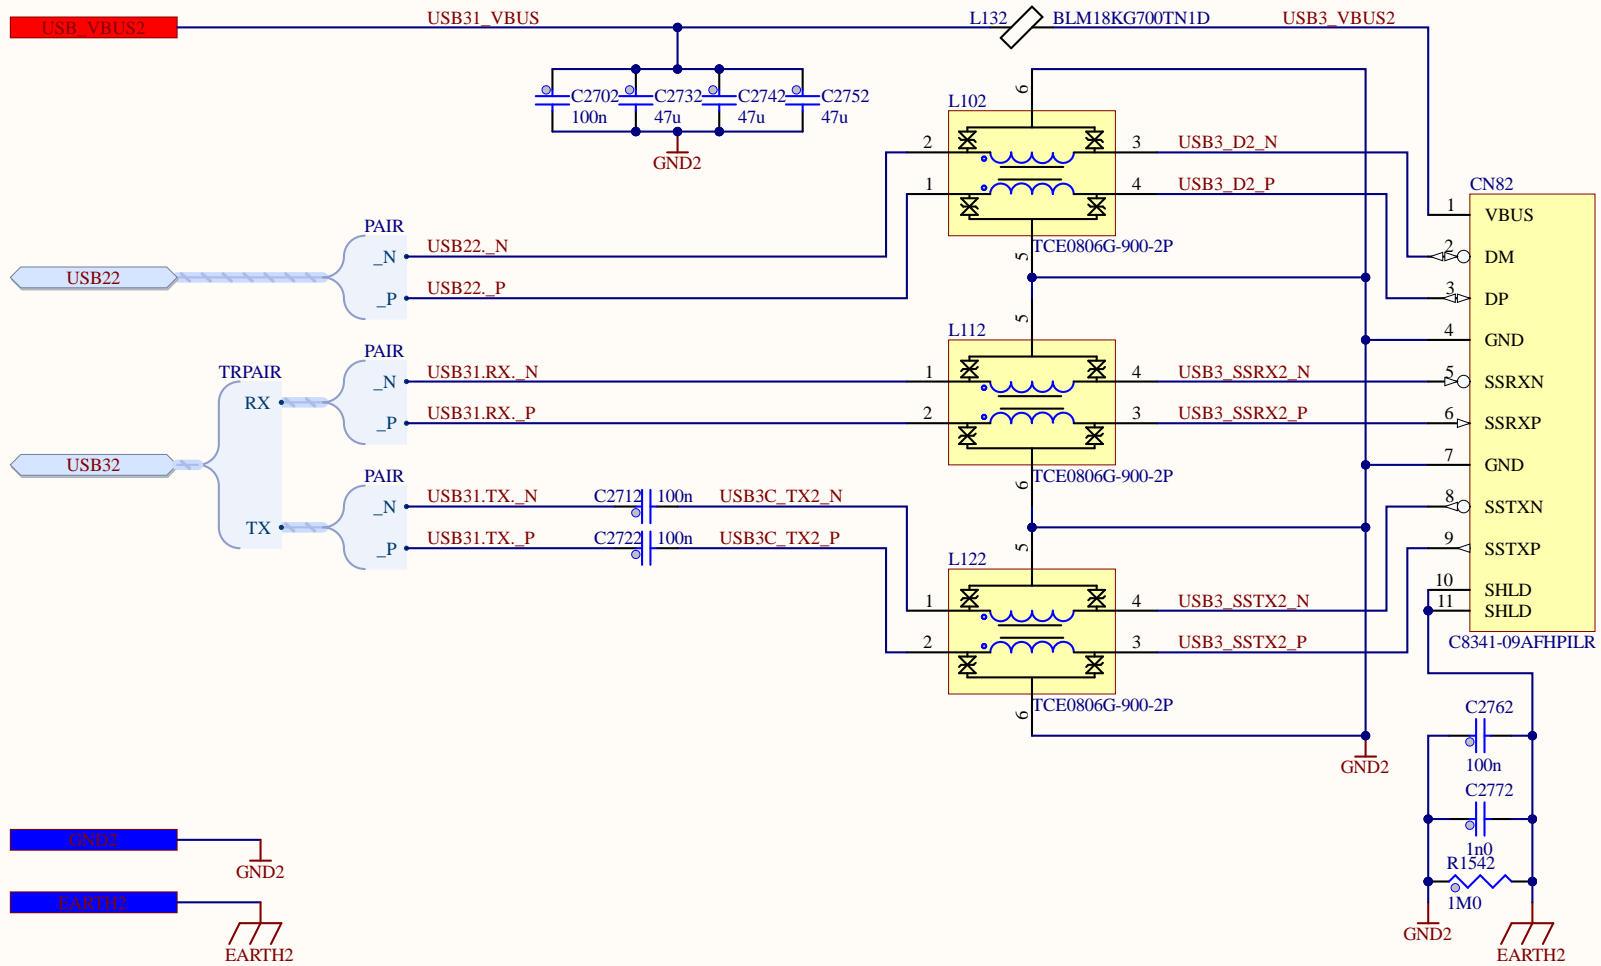 USB_VBUS2
USB31_VBUS
L132
BLM18KG700TN1D
USB3_VBUS2
C2702
100n
C2732
47u
C2742
47u
C2752
47u
GND2
L102
6
2
3
USB3_D2_N
1
4
USB3_D2_P
TCE0806G-900-2P
5
CN82
1
VBUS
2
DM
3
DP
4
GND
5
SSRXN
6
SSRXP
7
GND
8
SSTXN
9
SSTXP
10
SHLD
11
SHLD
C8341-09AFHPILR
PAIR
_N
USB22._N
USB22
_P
USB22._P
5
L112
PAIR
TRPAIR
_N
USB31.RX._N
1
4
USB3_SSRX2_N
RX
_P
USB31.RX._P
2
3
USB3_SSRX2_P
USB32
TCE0806G-900-2P
6
PAIR
_N
USB31.TX._N
C2712
100n
USB3C_TX2_N
TX
_P
USB31.TX._P
C2722
100n
USB3C_TX2_P
5
L122
1
4
USB3_SSTX2_N
2
3
USB3_SSTX2_P
TCE0806G-900-2P
6
GND2
C2762
100n
C2772
1n0
R1542
1M0
GND2
EARTH2
GND2
GND2
EARTH2
EARTH2